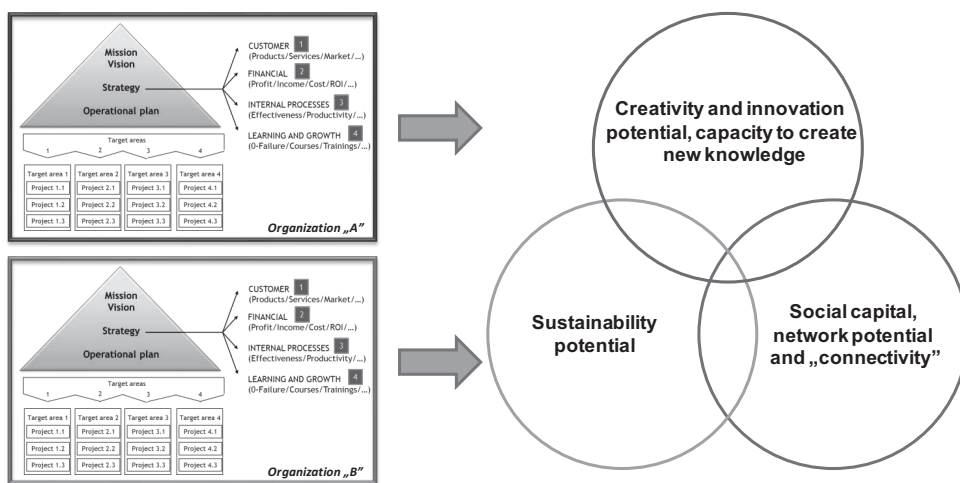 Mission
Vision
Strategy
Operational plan
CUSTOMER 1
(Products/Services/Market/...)
FINANCIAL 2
(Profit/Income/Cost/ROI/...)
INTERNAL PROCESSES 3
(Effectiveness/Productivity/...)
LEARNING AND GROWTH 4
(0-Failure/Courses/Trainings/...)
Target areas
1 2 3 4
Target area 1 Target area 2 Target area 3 Target area 4
Project 1.1 Project 2.1 Project 3.1 Project 4.1
Project 1.2 Project 2.2 Project 3.2 Project 4.2
Project 1.3 Project 2.3 Project 3.3 Project 4.3
Organization „A”
Mission
Vision
Strategy
Operational plan
CUSTOMER 1
(Products/Services/Market/...)
FINANCIAL 2
(Profit/Income/Cost/ROI/...)
INTERNAL PROCESSES 3
(Effectiveness/Productivity/...)
LEARNING AND GROWTH 4
(0-Failure/Courses/Trainings/...)
Target areas
1 2 3 4
Target area 1 Target area 2 Target area 3 Target area 4
Project 1.1 Project 2.1 Project 3.1 Project 4.1
Project 1.2 Project 2.2 Project 3.2 Project 4.2
Project 1.3 Project 2.3 Project 3.3 Project 4.3
Organization „B”
Creativity and innovation
potential, capacity to create
new knowledge
Sustainability
potential
Social capital,
network potential
and „connectivity”